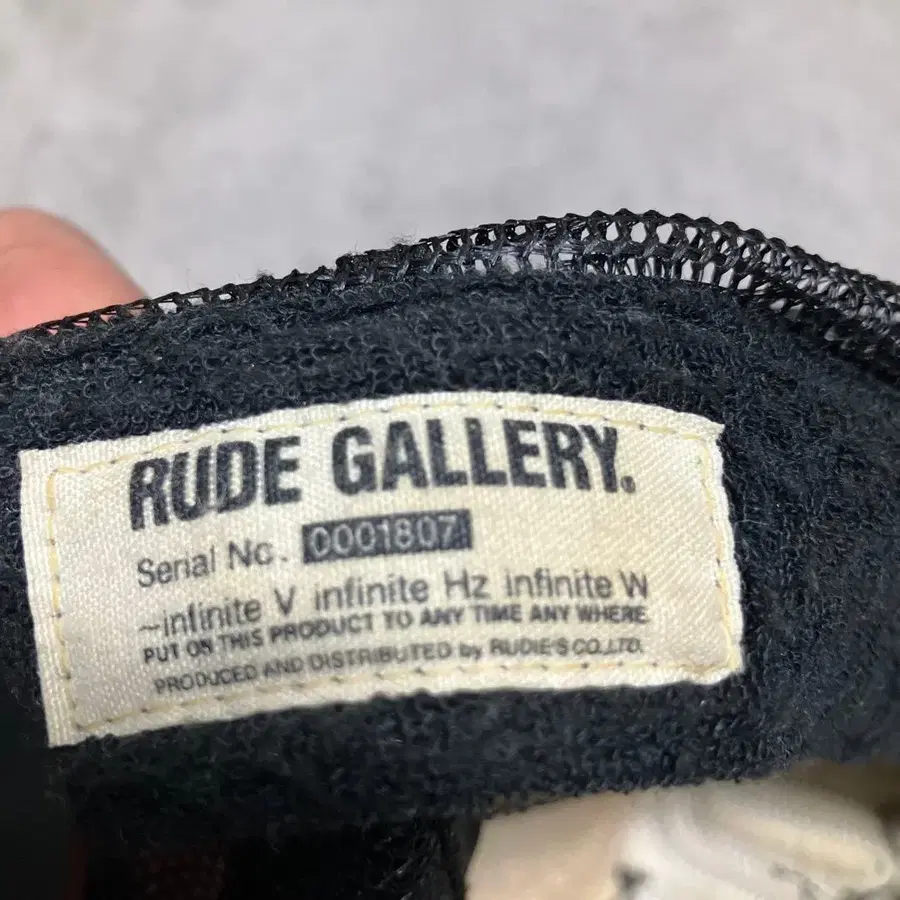 RUDE GALLERY.
Serial No. 0001807
~infinite V infinite Hz infinite W
PUT ON THIS PRODUCT TO ANY TIME ANY WHERE
PRODUCED AND DISTRIBUTED by RUDIE'S CO.,LTD.